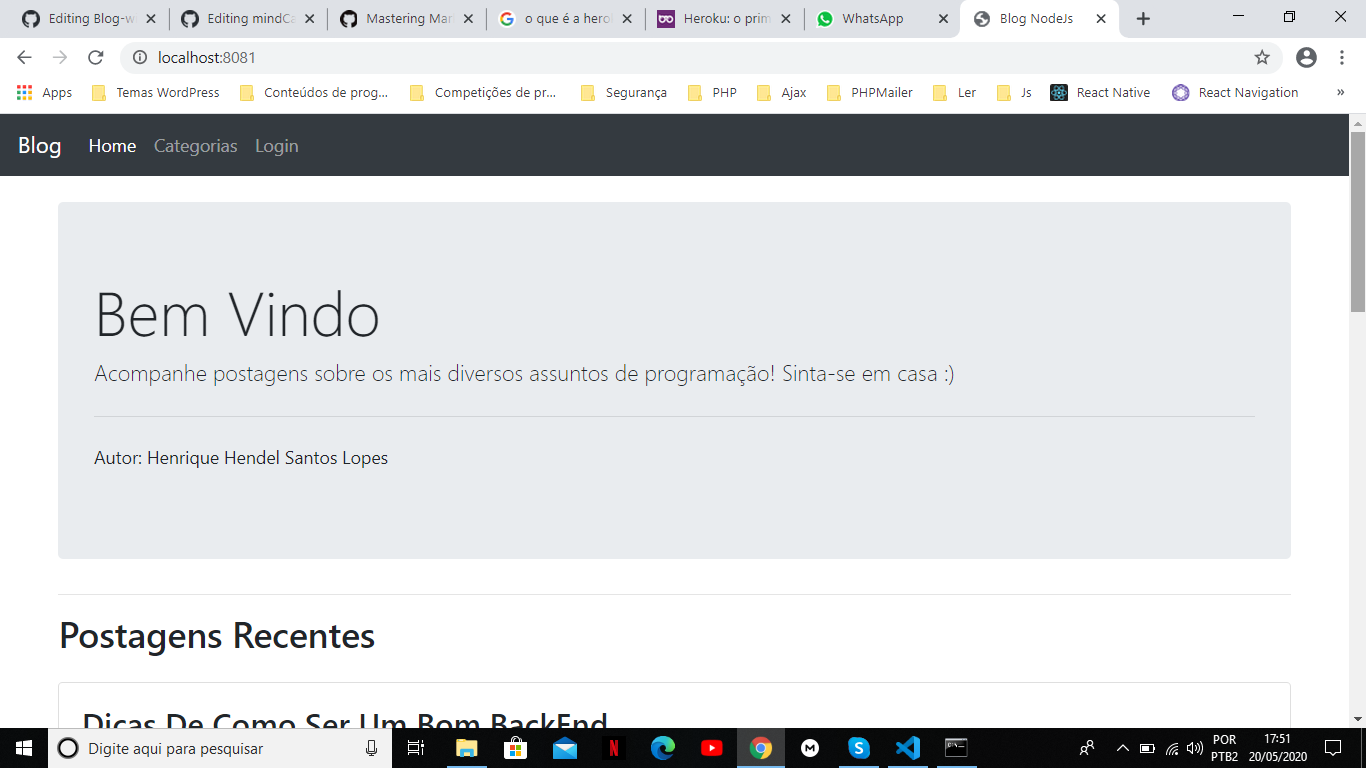 Editing Blog-w
Editing mindCa
Mastering Mar
o que é a hero
Heroku: o prim
WhatsApp
Blog NodeJs
localhost:8081
Apps
Temas WordPress
Conteúdos de prog...
Competições de pr...
Segurança
PHP
Ajax
PHPMailer
Ler
Js
React Native
React Navigation
»
Blog
Home
Categorias
Login
Bem Vindo
Acompanhe postagens sobre os mais diversos assuntos de programação! Sinta-se em casa :)
Autor: Henrique Hendel Santos Lopes
Postagens Recentes
Dicas De Como Ser Um Bom BackEnd
Digite aqui para pesquisar
POR
PTB2
17:51
20/05/2020